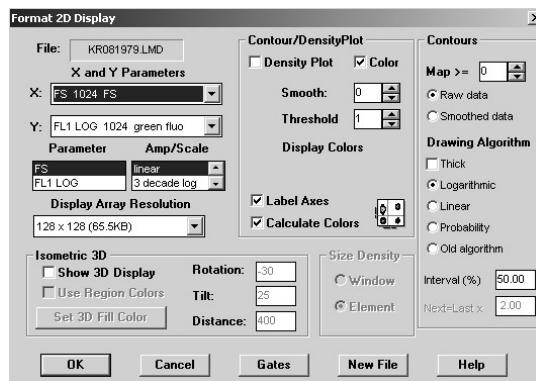 Format 2D Display
File: KR081979.LMD
X and Y Parameters
X: FS 1024 FS
Y: FL1 LOG 1024 green fluo
Parameter Amp/Scale
FS linear
FL1 LOG 3 decade log
Display Array Resolution
128 x 128 (65.5KB)
Contour/DensityPlot
Density Plot Color
Smooth: 0
Threshold 1
Display Colors
Label Axes
Calculate Colors
Contours
Map >= 0
Raw data
Smoothed data
Drawing Algorithm
Thick
Logarithmic
Linear
Probability
Old algorithm
Interval (%) 50.00
Next=Last x 2.00
Isometric 3D
Show 3D Display
Use Region Colors
Set 3D Fill Color
Rotation: -30
Tilt: 25
Distance: 400
Size Density
Window
Element
OK Cancel Gates New File Help